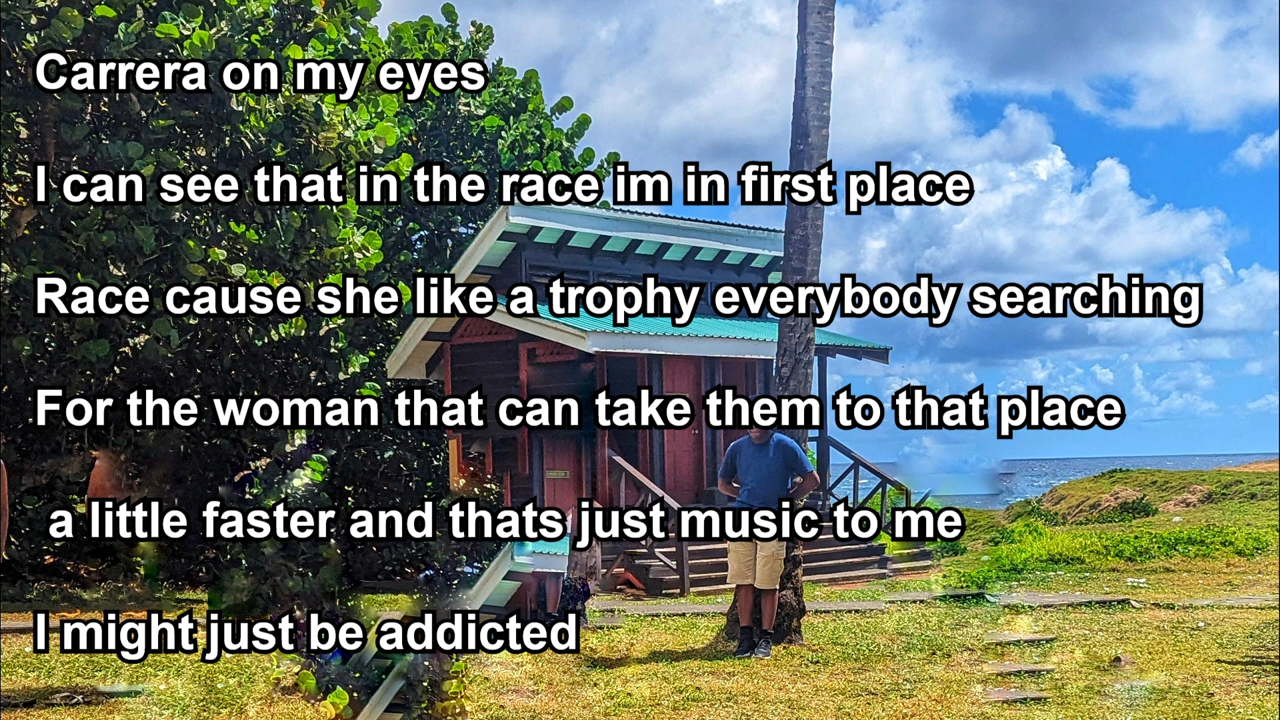 Carrera on my eyes
I can see that in the race im in first place
Race cause she like a trophy everybody searching
For the woman that can take them to that place
a little faster and thats just music to me
I might just be addicted